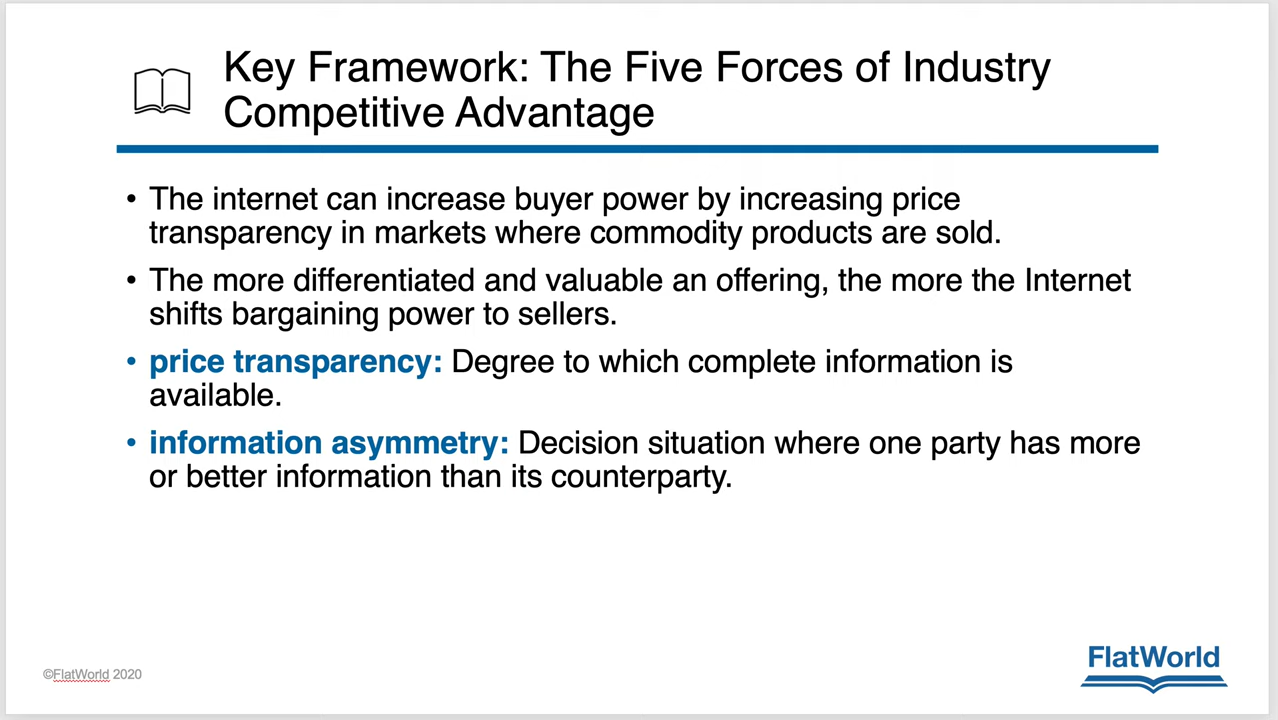 Key Framework: The Five Forces of Industry
Competitive Advantage
• The internet can increase buyer power by increasing price
transparency in markets where commodity products are sold.
• The more differentiated and valuable an offering, the more the Internet
shifts bargaining power to sellers.
• price transparency: Degree to which complete information is
available.
• information asymmetry: Decision situation where one party has more
or better information than its counterparty.
©FlatWorld 2020
FlatWorld